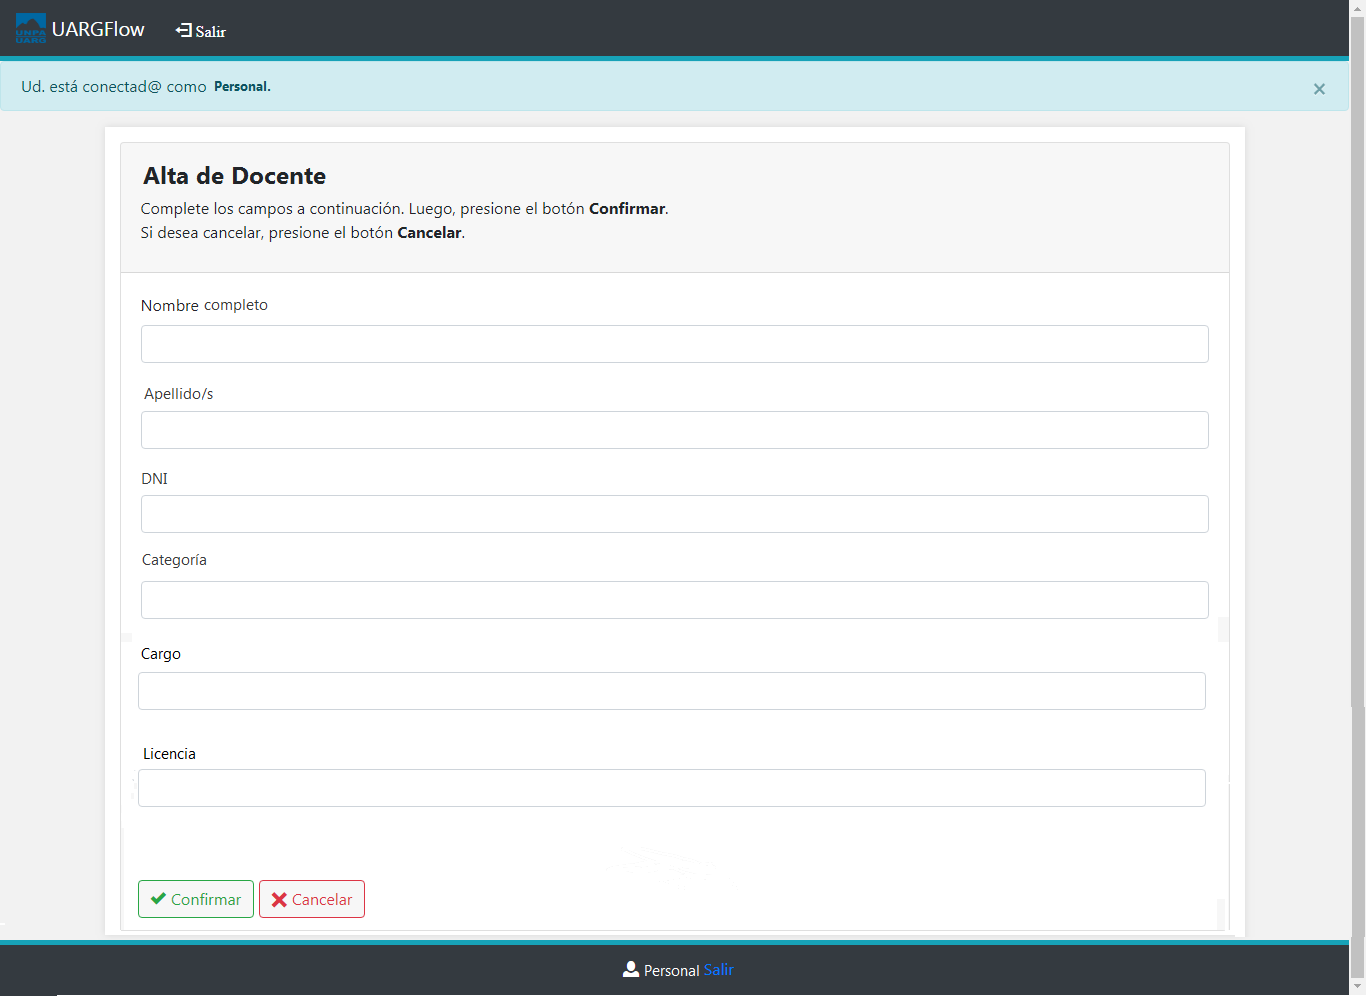 UNPA
UARG
UARGFlow Salir
Ud. está conectad@ como Personal.
×
Alta de Docente
Complete los campos a continuación. Luego, presione el botón Confirmar.
Si desea cancelar, presione el botón Cancelar.
Nombre completo
Apellido/s
DNI
Categoría
Cargo
Licencia
Confirmar Cancelar
Personal Salir